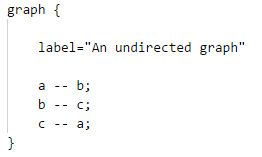 graph {
label="An undirected graph"
a -- b;
b -- c;
c -- a;
}